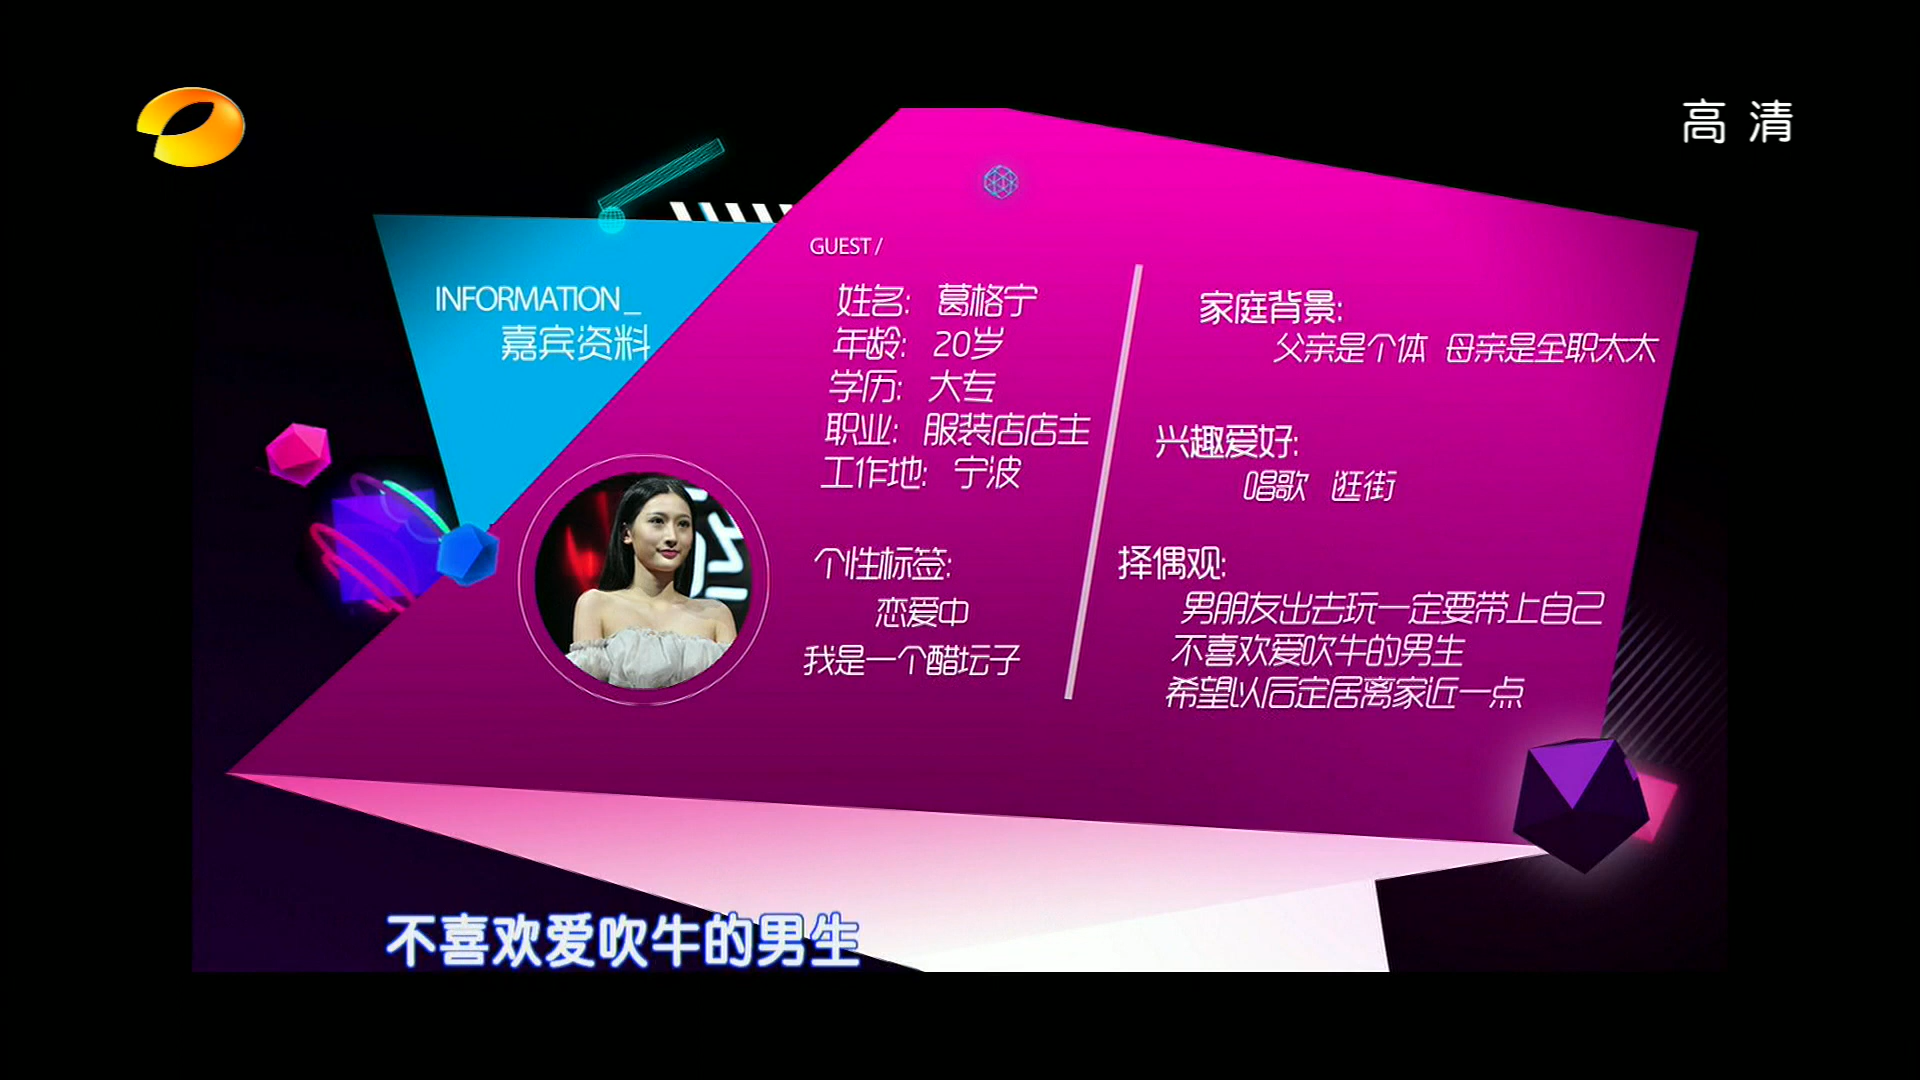 高 清
INFORMATION_
嘉宾资料
GUEST /
姓名: 葛格宁
年龄: 20岁
学历: 大专
职业: 服装店店主
工作地: 宁波
个性标签:
恋爱中
我是一个醋坛子
家庭背景:
父亲是个体 母亲是全职太太
兴趣爱好:
唱歌 逛街
择偶观:
男朋友出去玩一定要带上自己
不喜欢爱吹牛的男生
希望以后定居离家近一点
不喜欢爱吹牛的男生